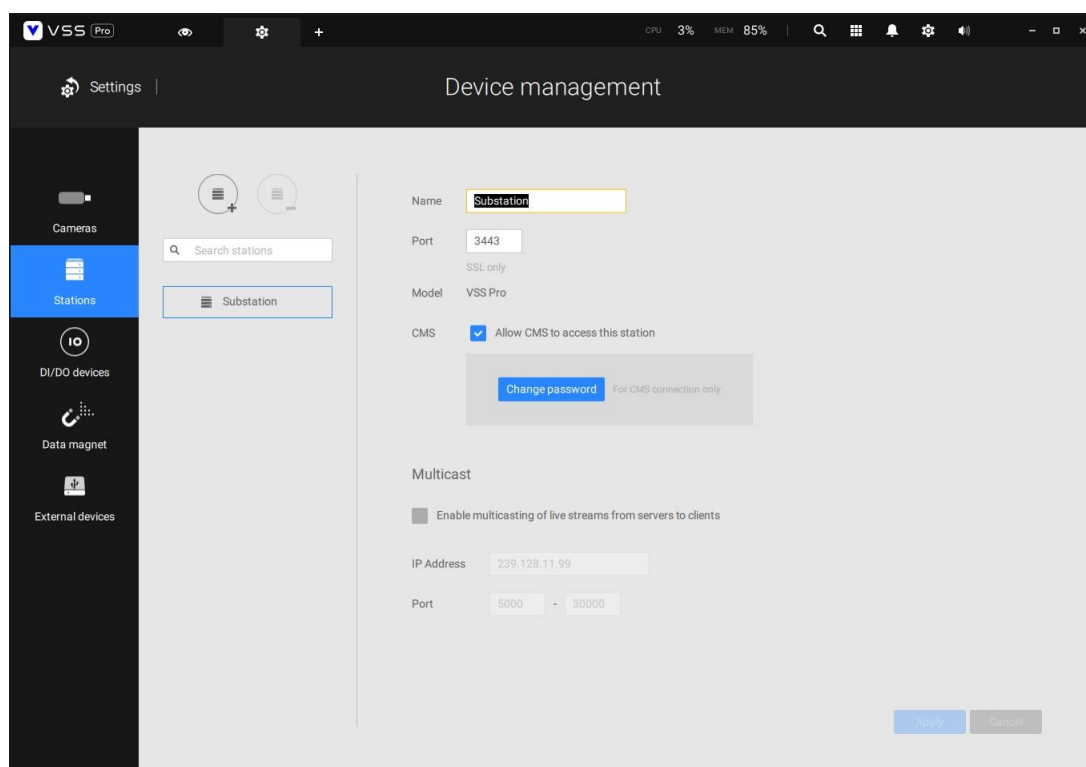 VSS Pro
CPU 3% MEM 85%
Settings
Device management
Cameras
Stations
IO
DI/DO devices
Data magnet
External devices
Search stations
Substation
Name Substation
Port 3443
SSL only
Model VSS Pro
CMS Allow CMS to access this station
Change password For CMS connection only
Multicast
Enable multicasting of live streams from servers to clients
IP Address 239.128.11.99
Port 5000 - 30000
Apply Cancel